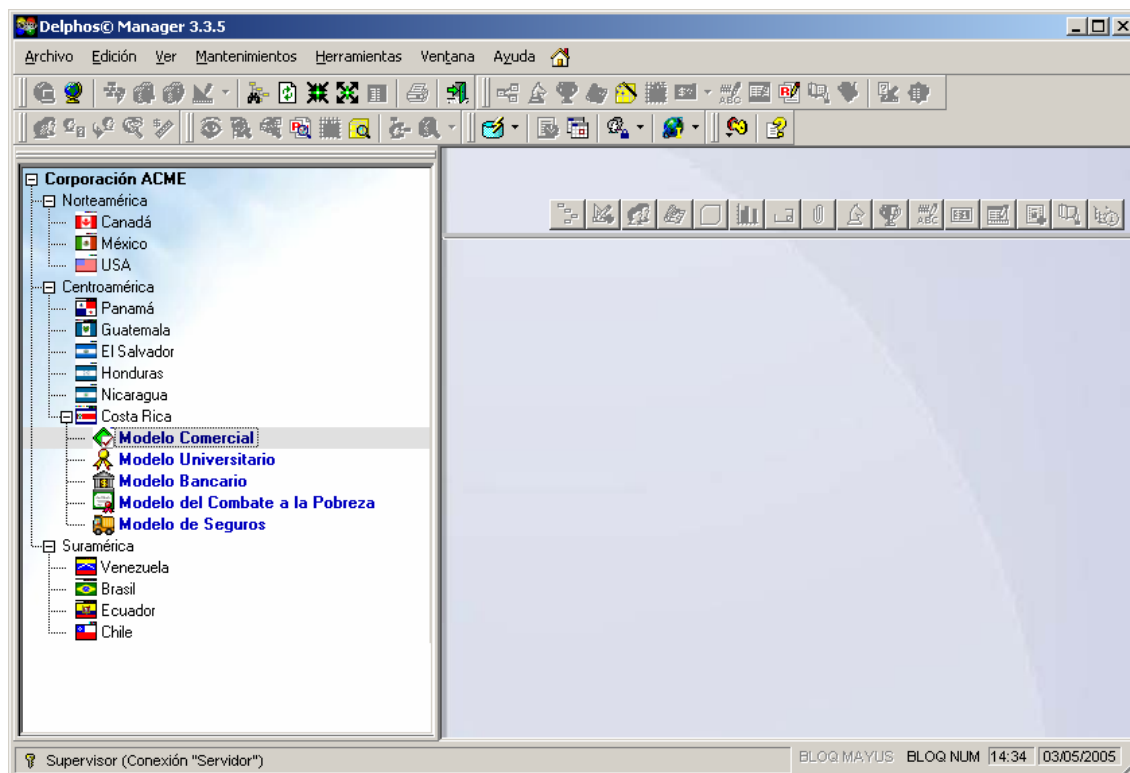 Delphos© Manager 3.3.5
Archivo Edición Ver Mantenimientos Herramientas Ventana Ayuda
Corporación ACME
Norteamérica
Canadá
México
USA
Centroamérica
Panamá
Guatemala
El Salvador
Honduras
Nicaragua
Costa Rica
Modelo Comercial
Modelo Universitario
Modelo Bancario
Modelo del Combate a la Pobreza
Modelo de Seguros
Suramérica
Venezuela
Brasil
Ecuador
Chile
Supervisor (Conexión "Servidor") BLOQ MAYUS BLOQ NUM 14:34 03/05/2005